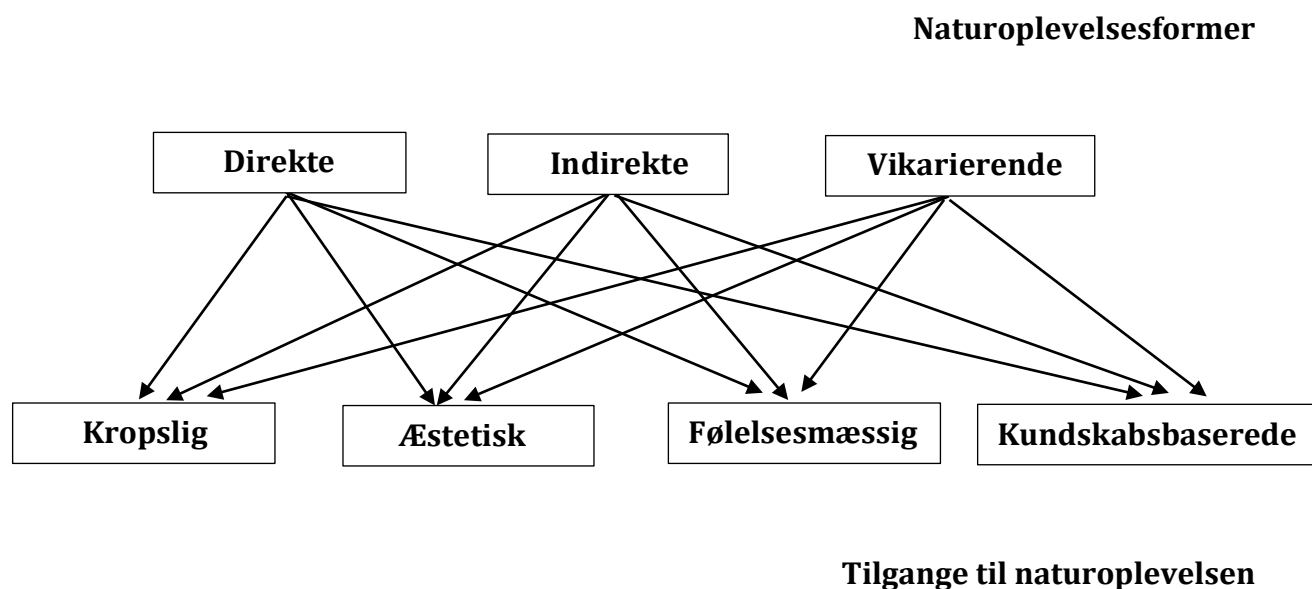 Naturoplevelsesformer
Direkte
Indirekte
Vikarierende
Kropslig
Æstetisk
Følelsesmæssig
Kundskabsbaserede
Tilgange til naturoplevelsen